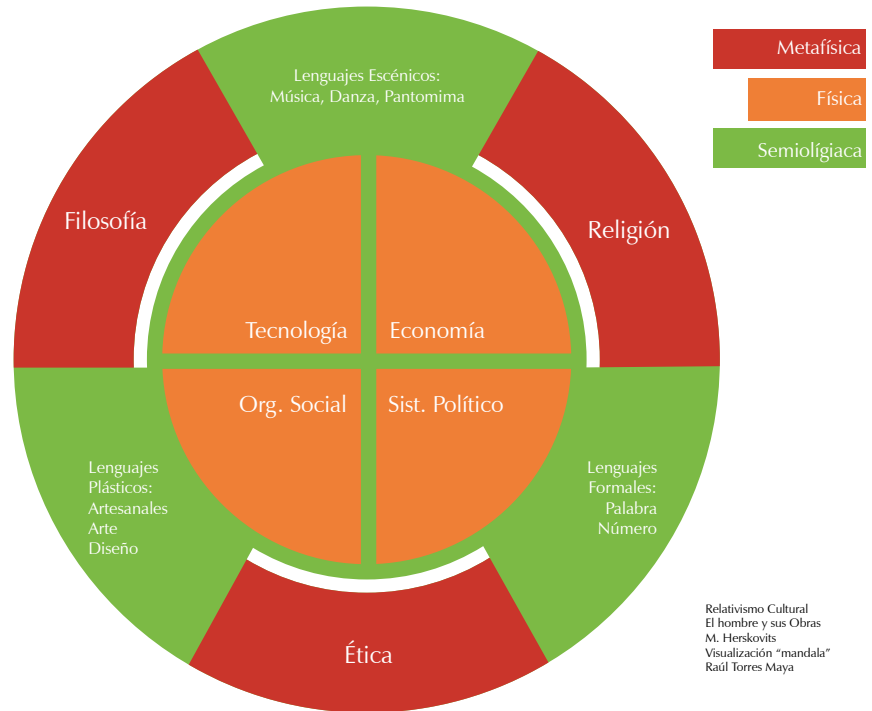 Lenguajes Escénicos:
Música, Danza, Pantomima
Metafísica
Física
Semiolígiaca
Filosofía
Religión
Tecnología
Economía
Org. Social
Sist. Político
Lenguajes
Plásticos:
Artesanales
Arte
Diseño
Lenguajes
Formales:
Palabra
Número
Ética
Relativismo Cultural
El hombre y sus Obras
M. Herskovits
Visualización “mandala”
Raúl Torres Maya